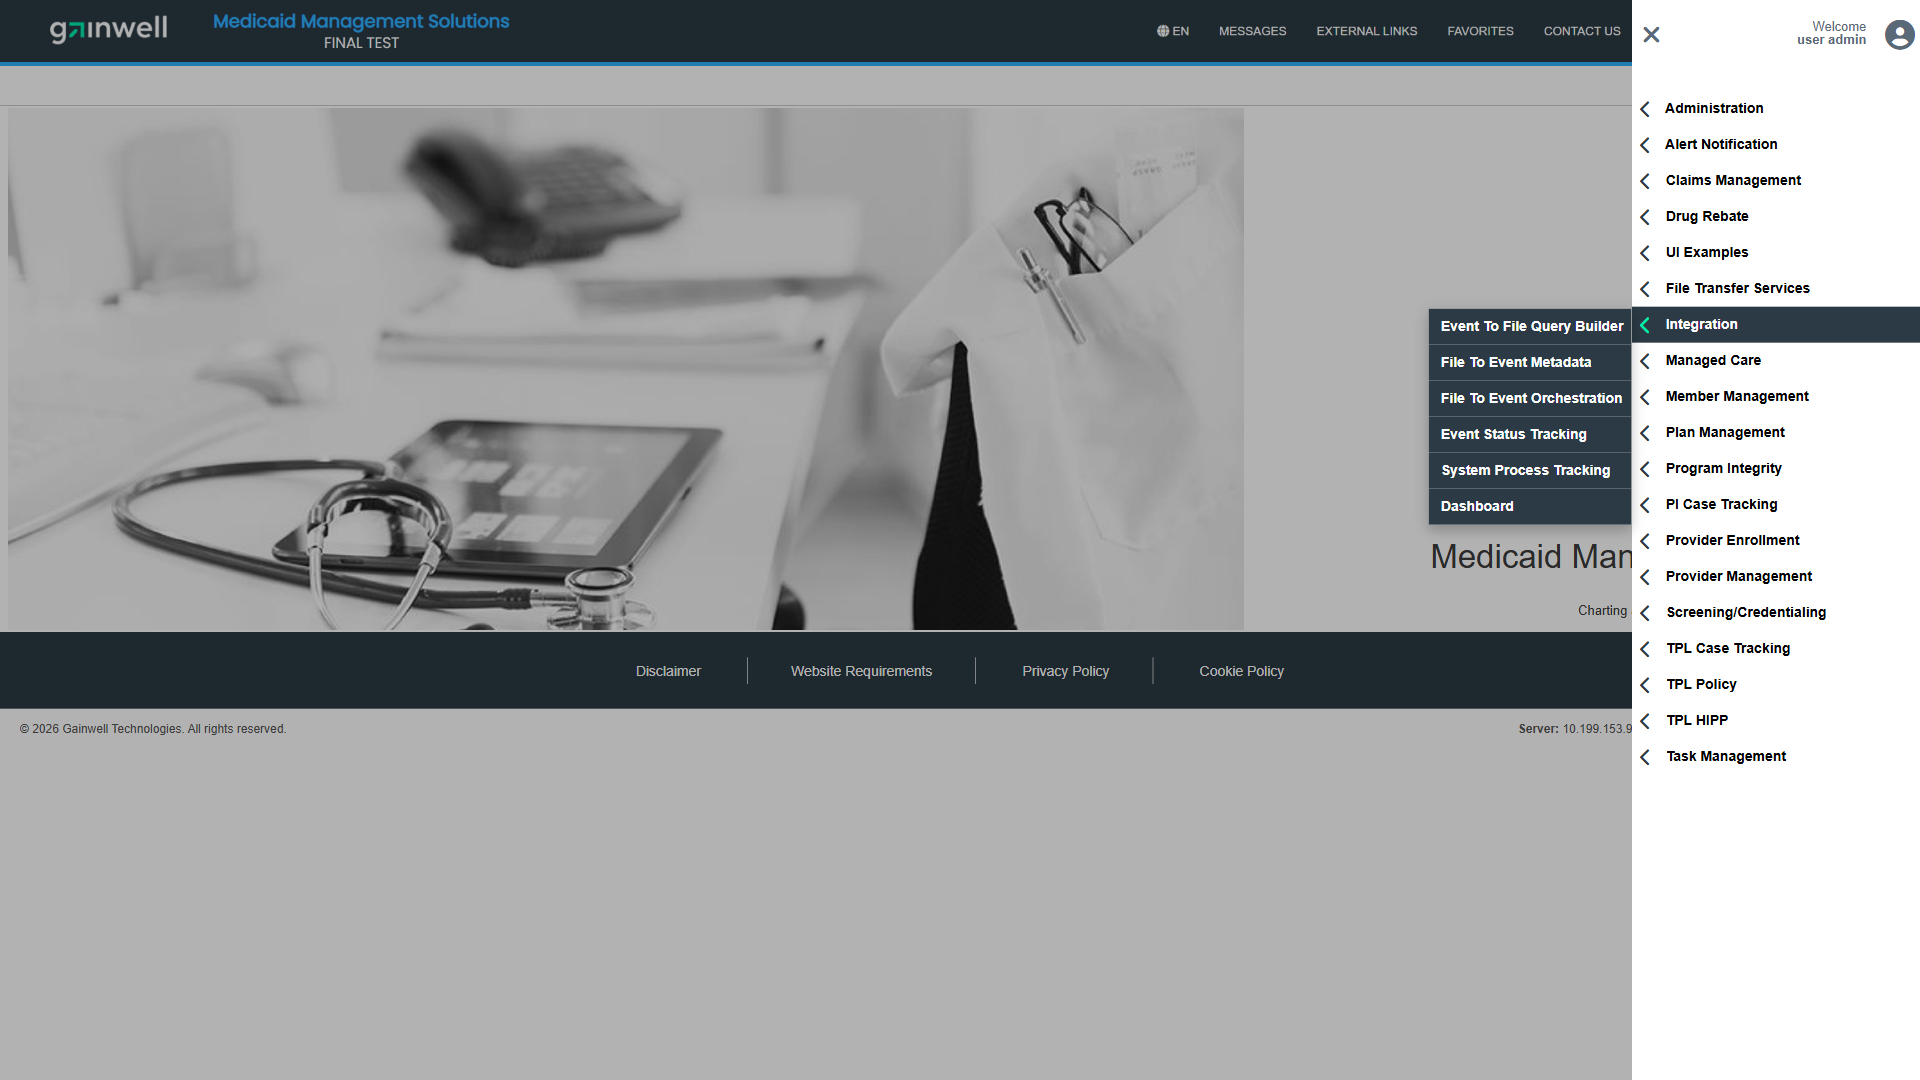 gainwell
Medicaid Management Solutions
FINAL TEST
EN
MESSAGES
EXTERNAL LINKS
FAVORITES
CONTACT US
Welcome
user admin
Administration
Alert Notification
Claims Management
Drug Rebate
UI Examples
File Transfer Services
Integration
Managed Care
Member Management
Plan Management
Program Integrity
PI Case Tracking
Provider Enrollment
Provider Management
Screening/Credentialing
TPL Case Tracking
TPL Policy
TPL HIPP
Task Management
Event To File Query Builder
File To Event Metadata
File To Event Orchestration
Event Status Tracking
System Process Tracking
Dashboard
Medicaid Man
Charting
Disclaimer
Website Requirements
Privacy Policy
Cookie Policy
© 2026 Gainwell Technologies. All rights reserved.
Server: 10.199.153.9